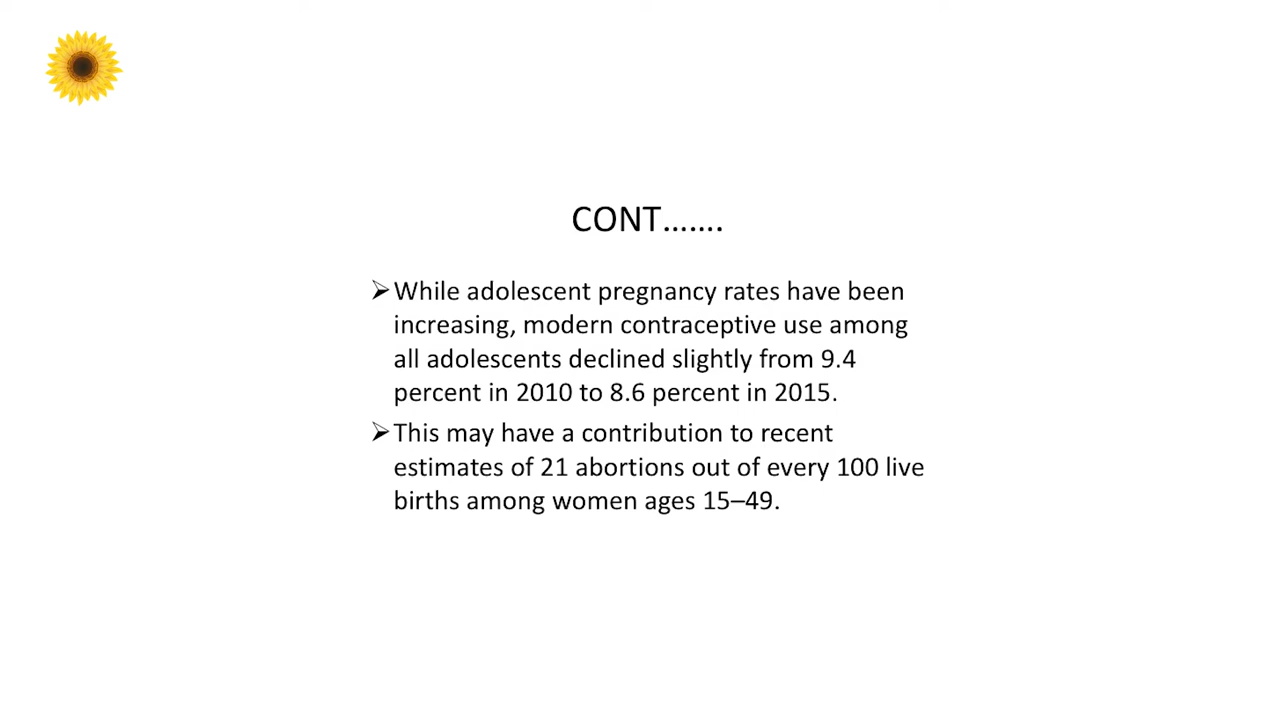 CONT.......
➢While adolescent pregnancy rates have been
increasing, modern contraceptive use among
all adolescents declined slightly from 9.4
percent in 2010 to 8.6 percent in 2015.
➢This may have a contribution to recent
estimates of 21 abortions out of every 100 live
births among women ages 15–49.